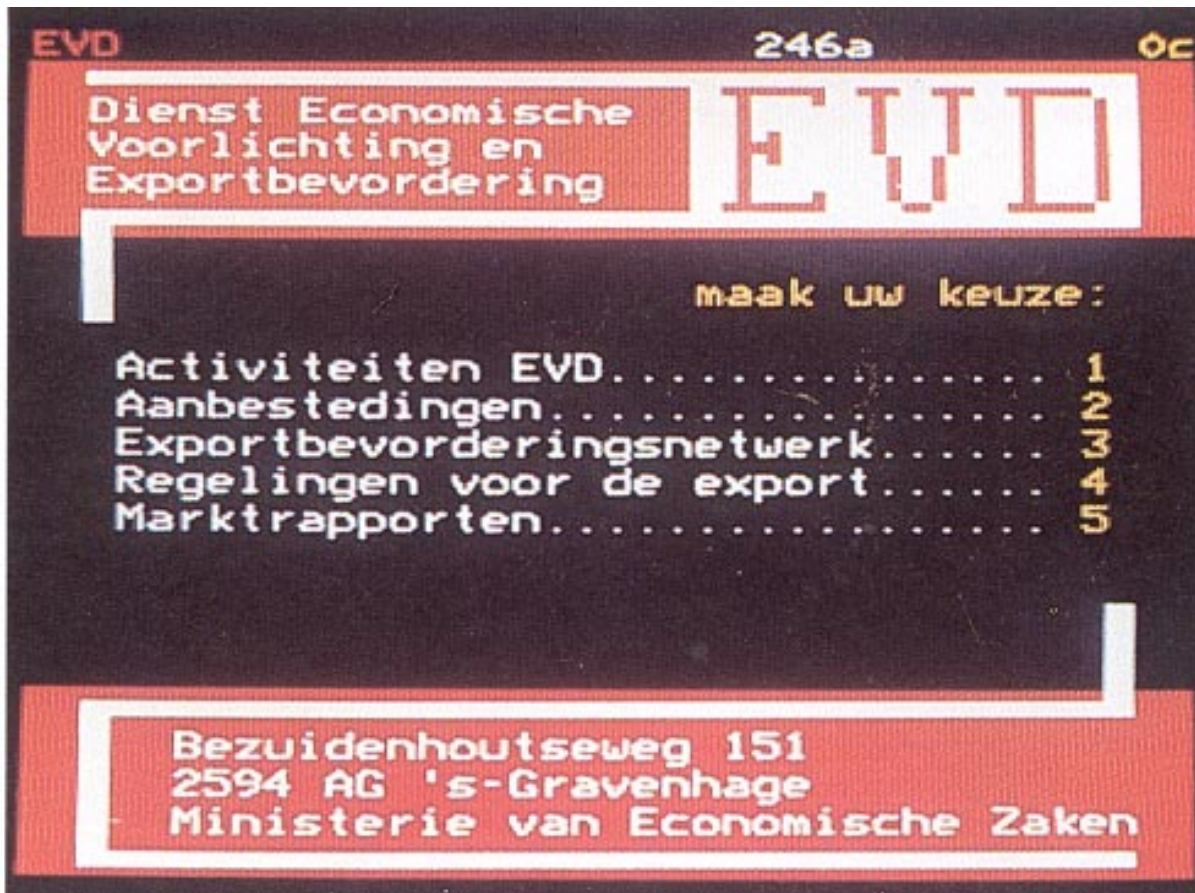 EVD 246a 0c
Dienst Economische
Voorlichting en
Exportbevordering
EVD
maak uw keuze:
Activiteiten EVD................ 1
Aanbestedingen.................. 2
Exportbevorderingsnetwerk...... 3
Regelingen voor de export...... 4
Marktrapporten.................. 5
Bezuidenhoutseweg 151
2594 AG 's-Gravenhage
Ministerie van Economische Zaken